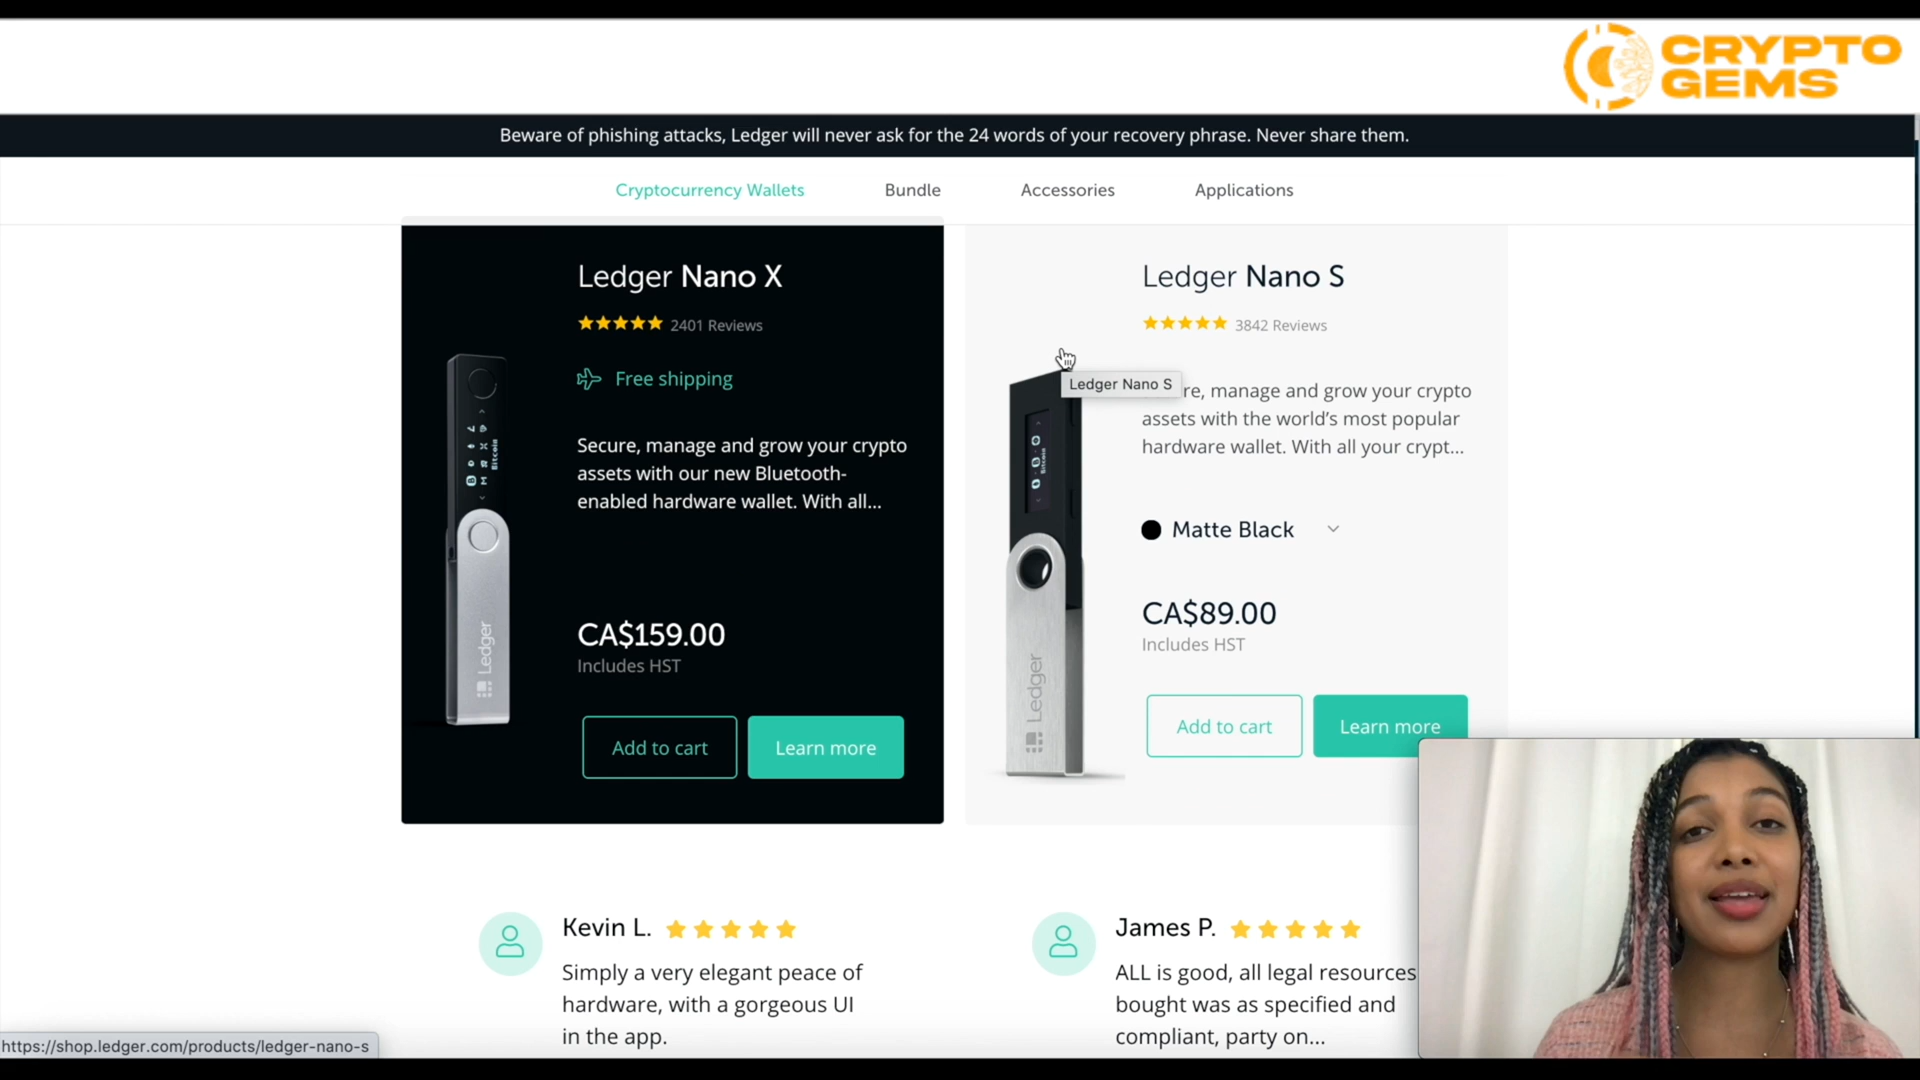 CRYPTO
GEMS
Beware of phishing attacks, Ledger will never ask for the 24 words of your recovery phrase. Never share them.
Cryptocurrency Wallets
Bundle
Accessories
Applications
Ledger Nano X
2401 Reviews
Free shipping
Secure, manage and grow your crypto
assets with our new Bluetooth-
enabled hardware wallet. With all...
CA$159.00
Includes HST
Add to cart
Learn more
Bitcoin
Ledger
Ledger Nano S
3842 Reviews
Ledger Nano S
re, manage and grow your crypto
assets with the world's most popular
hardware wallet. With all your crypt...
Matte Black
CA$89.00
Includes HST
Add to cart
Learn more
Bitcoin
Ledger
Kevin L.
Simply a very elegant peace of
hardware, with a gorgeous UI
in the app.
James P.
ALL is good, all legal resources
bought was as specified and
compliant, party on...
https://shop.ledger.com/products/ledger-nano-s